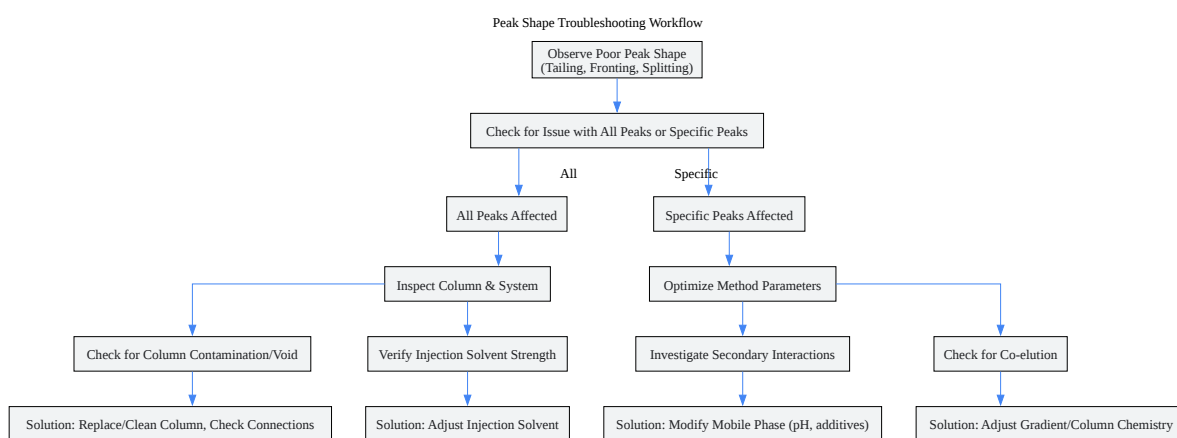 Peak Shape Troubleshooting Workflow
Observe Poor Peak Shape
(Tailing, Fronting, Splitting)
Check for Issue with All Peaks or Specific Peaks
All
Specific
All Peaks Affected
Specific Peaks Affected
Inspect Column & System
Optimize Method Parameters
Check for Column Contamination/Void
Verify Injection Solvent Strength
Investigate Secondary Interactions
Check for Co-elution
Solution: Replace/Clean Column, Check Connections
Solution: Adjust Injection Solvent
Solution: Modify Mobile Phase (pH, additives)
Solution: Adjust Gradient/Column Chemistry